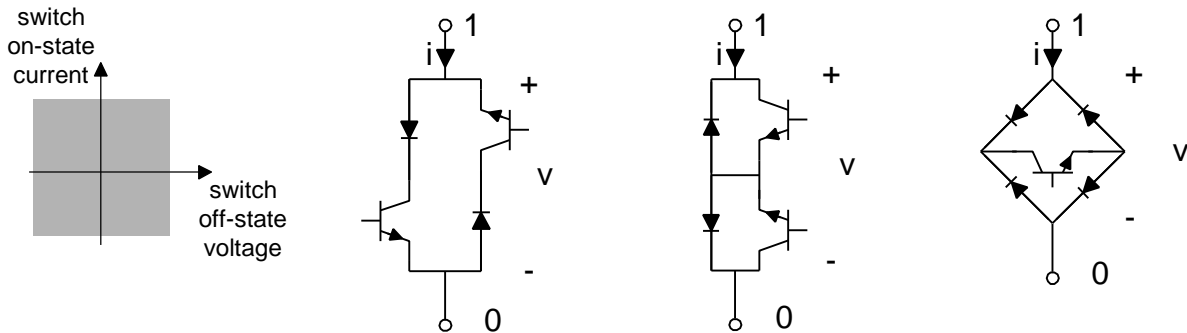 switch
on-state
current
switch
off-state
voltage
1
i
+
v
-
0
1
i
+
v
-
0
1
i
+
v
-
0